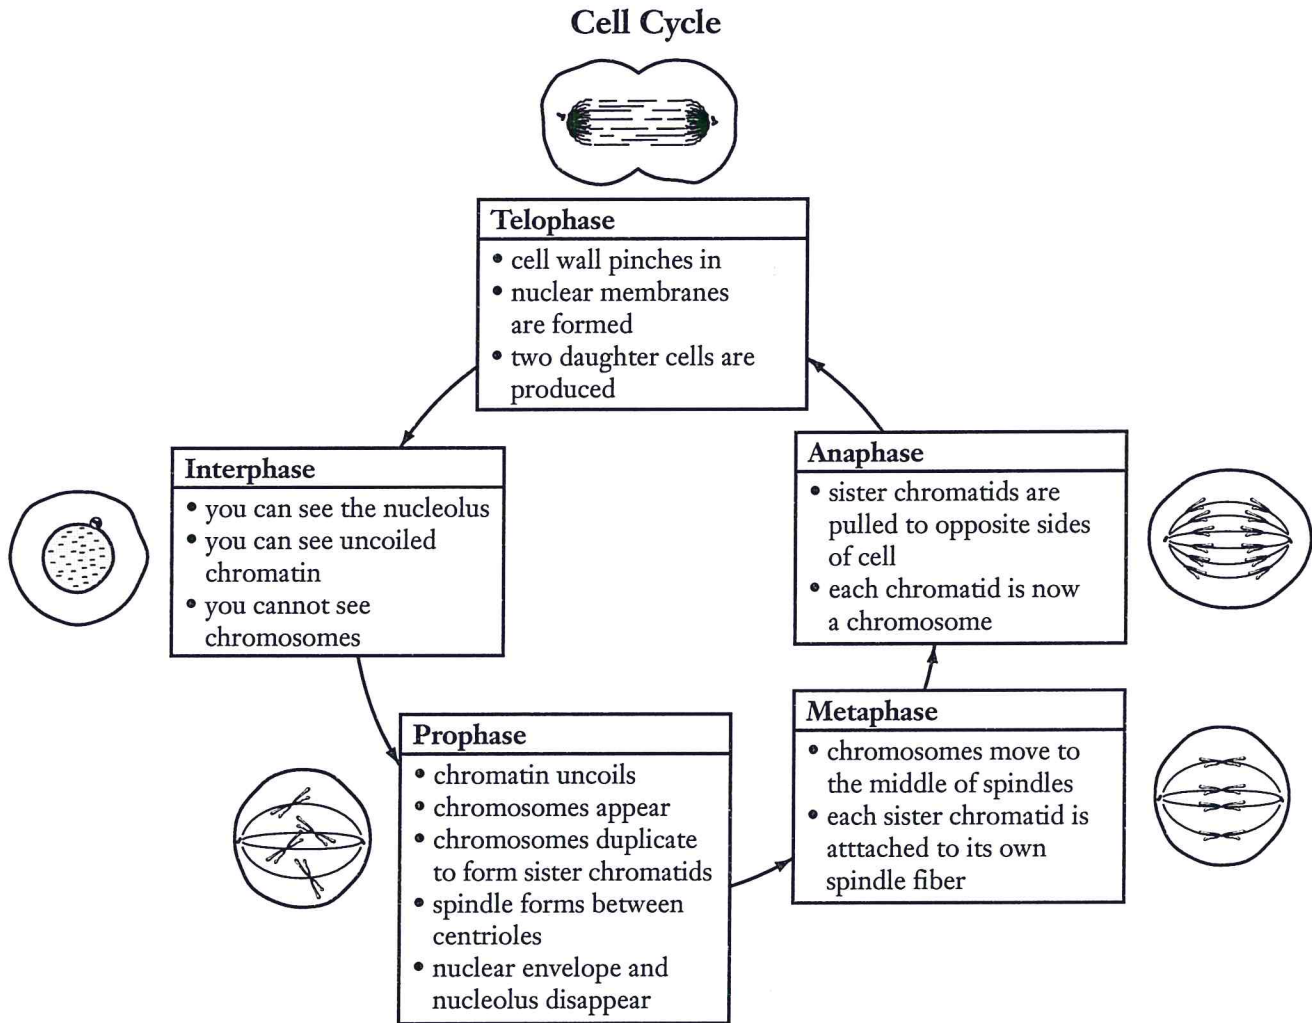 Cell Cycle
Telophase
• cell wall pinches in
• nuclear membranes
are formed
• two daughter cells are
produced
Interphase
• you can see the nucleolus
• you can see uncoiled
chromatin
• you cannot see
chromosomes
Anaphase
• sister chromatids are
pulled to opposite sides
of cell
• each chromatid is now
a chromosome
Prophase
• chromatin uncoils
• chromosomes appear
• chromosomes duplicate
to form sister chromatids
• spindle forms between
centrioles
• nuclear envelope and
nucleolus disappear
Metaphase
• chromosomes move to
the middle of spindles
• each sister chromatid is
atttached to its own
spindle fiber